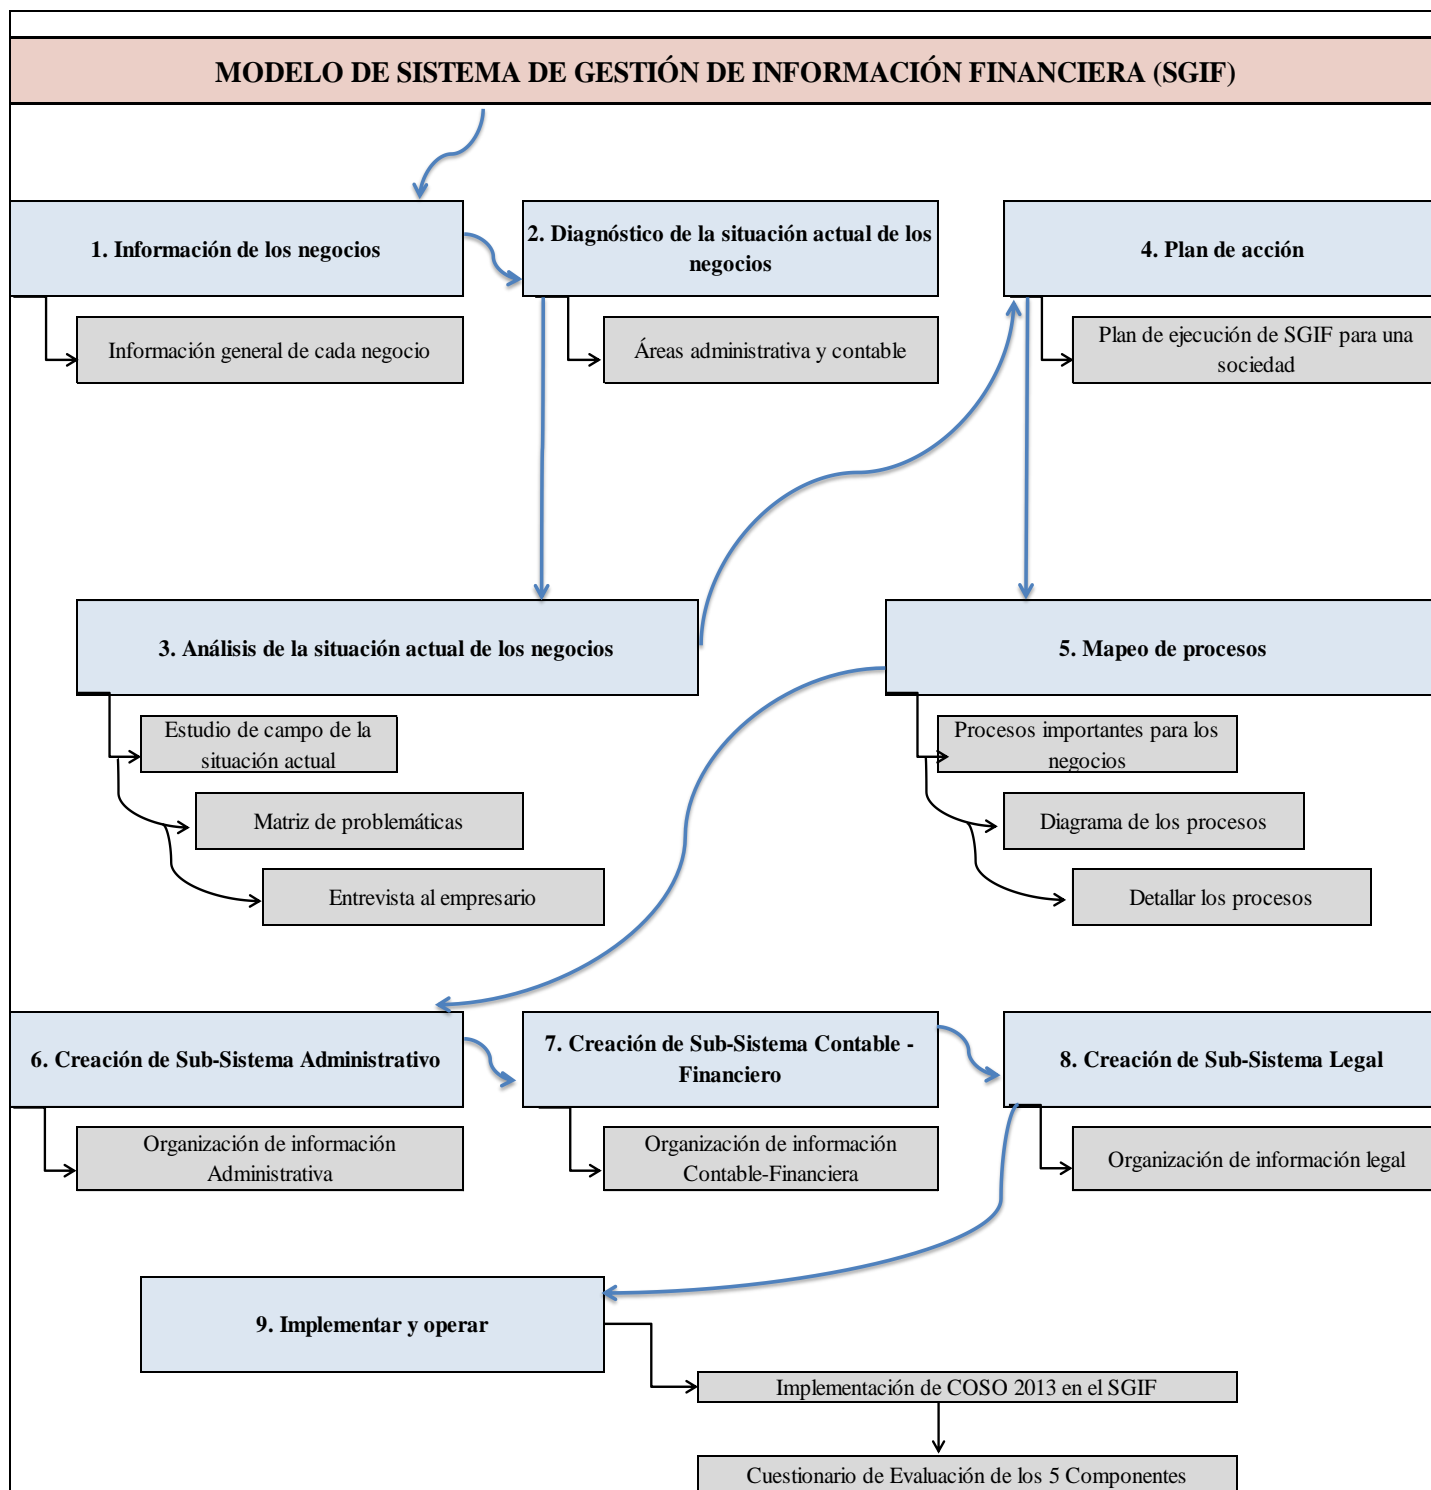 MODELO DE SISTEMA DE GESTIÓN DE INFORMACIÓN FINANCIERA (SGIF)
1. Información de los negocios
Información general de cada negocio
2. Diagnóstico de la situación actual de los
negocios
Áreas administrativa y contable
4. Plan de acción
Plan de ejecución de SGIF para una
sociedad
3. Análisis de la situación actual de los negocios
Estudio de campo de la
situación actual
Matriz de problemáticas
Entrevista al empresario
5. Mapeo de procesos
Procesos importantes para los
negocios
Diagrama de los procesos
Detallar los procesos
6. Creación de Sub-Sistema Administrativo
Organización de información
Administrativa
7. Creación de Sub-Sistema Contable -
Financiero
Organización de información
Contable-Financiera
8. Creación de Sub-Sistema Legal
Organización de información legal
9. Implementar y operar
Implementación de COSO 2013 en el SGIF
Cuestionario de Evaluación de los 5 Componentes